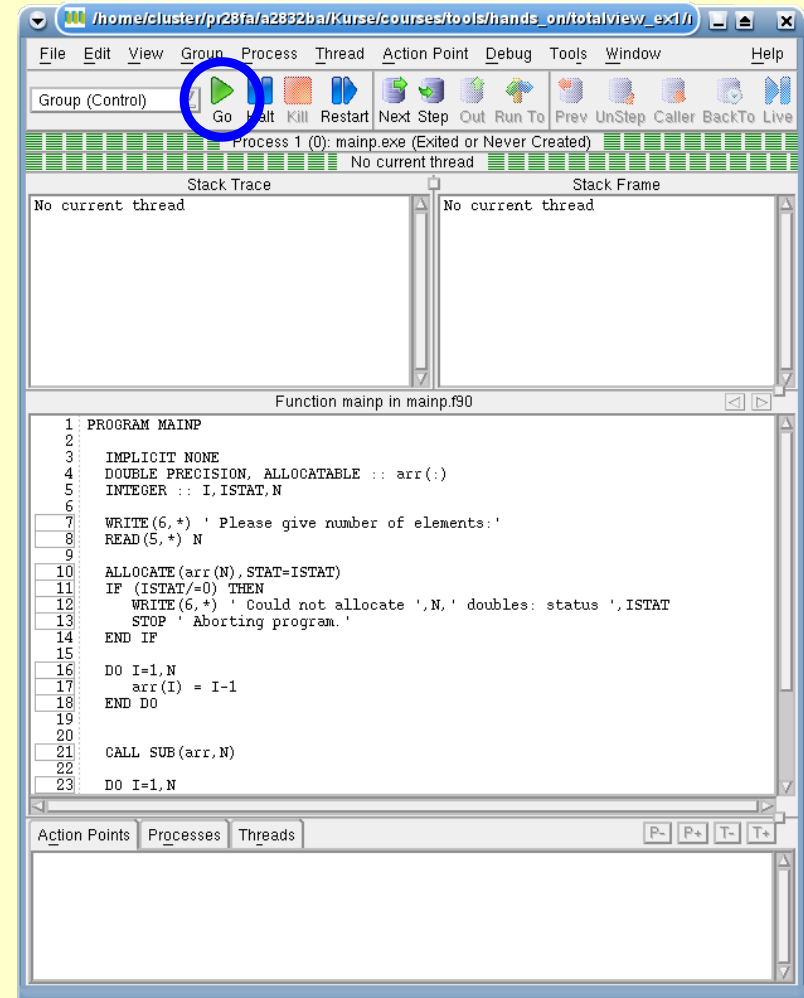 /home/cluster/pr28fa/a2832ba/Kurse/courses/tools/hands_on/totalview_ex1/
File Edit View Group Process Thread Action Point Debug Tools Window Help
Group (Control)
Go Halt Kill Restart Next Step Out Run To Prev UnStep Caller BackTo Live
Process 1 (0): mainp.exe (Exited or Never Created)
No current thread
Stack Trace
Stack Frame
No current thread
No current thread
Function mainp in mainp.f90
1 PROGRAM MAINP
2
3 IMPLICIT NONE
4 DOUBLE PRECISION, ALLOCATABLE :: arr(:)
5 INTEGER :: I,ISTAT,N
6
7 WRITE(6,*) ' Please give number of elements:'
8 READ(5,*) N
9
10 ALLOCATE(arr(N),STAT=ISTAT)
11 IF (ISTAT/=0) THEN
12 WRITE(6,*) ' Could not allocate ',N,' doubles: status ',ISTAT
13 STOP ' Aborting program.'
14 END IF
15
16 DO I=1,N
17 arr(I) = I-1
18 END DO
19
20
21 CALL SUB(arr,N)
22
23 DO I=1,N
Action Points Processes Threads P- P+ T- T+